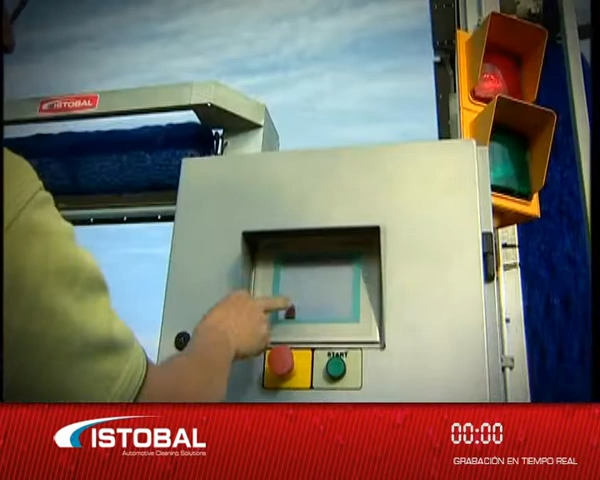 ISTOBAL
START
ISTOBAL
Automotive Cleaning Solutions
00:00
GRABACIÓN EN TIEMPO REAL